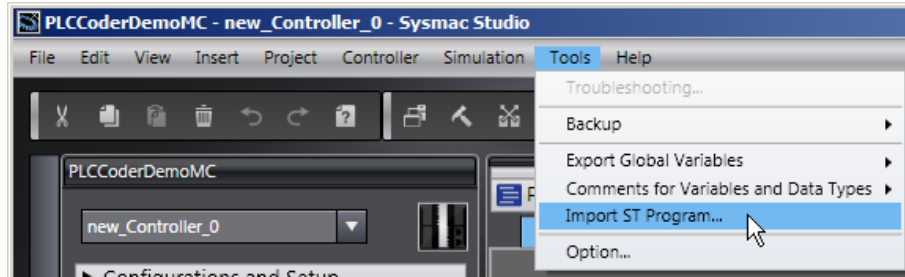 PLCCoderDemoMC - new_Controller_0 - Sysmac Studio
File Edit View Insert Project Controller Simulation Tools Help
Troubleshooting...
Backup
PLCCoderDemoMC
Export Global Variables
Comments for Variables and Data Types
new_Controller_0
Import ST Program...
Option...
Configurations and Setup